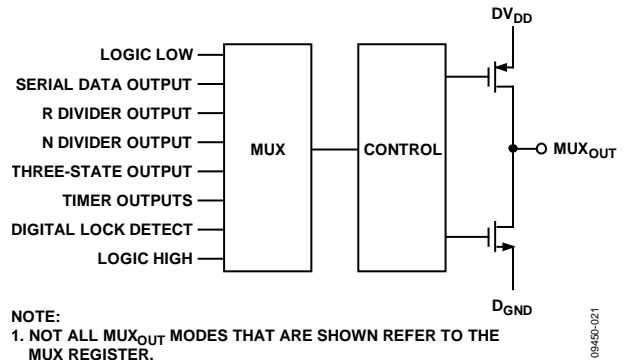 DVDD
LOGIC LOW
SERIAL DATA OUTPUT
R DIVIDER OUTPUT
N DIVIDER OUTPUT
THREE-STATE OUTPUT
TIMER OUTPUTS
DIGITAL LOCK DETECT
LOGIC HIGH
MUX
CONTROL
MUXOUT
DGND
NOTE:
1. NOT ALL MUXOUT MODES THAT ARE SHOWN REFER TO THE
MUX REGISTER.
09450-021